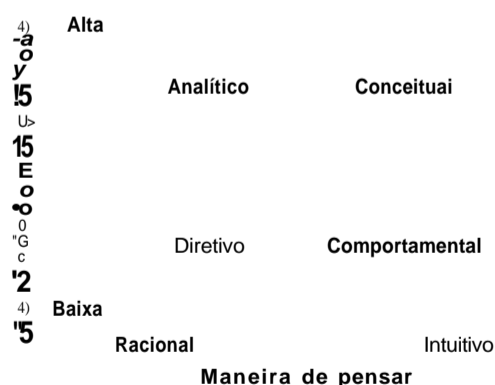 Alta
Analítico Conceituai
Diretivo Comportamental
Baixa
Racional Intuitivo
Maneira de pensar